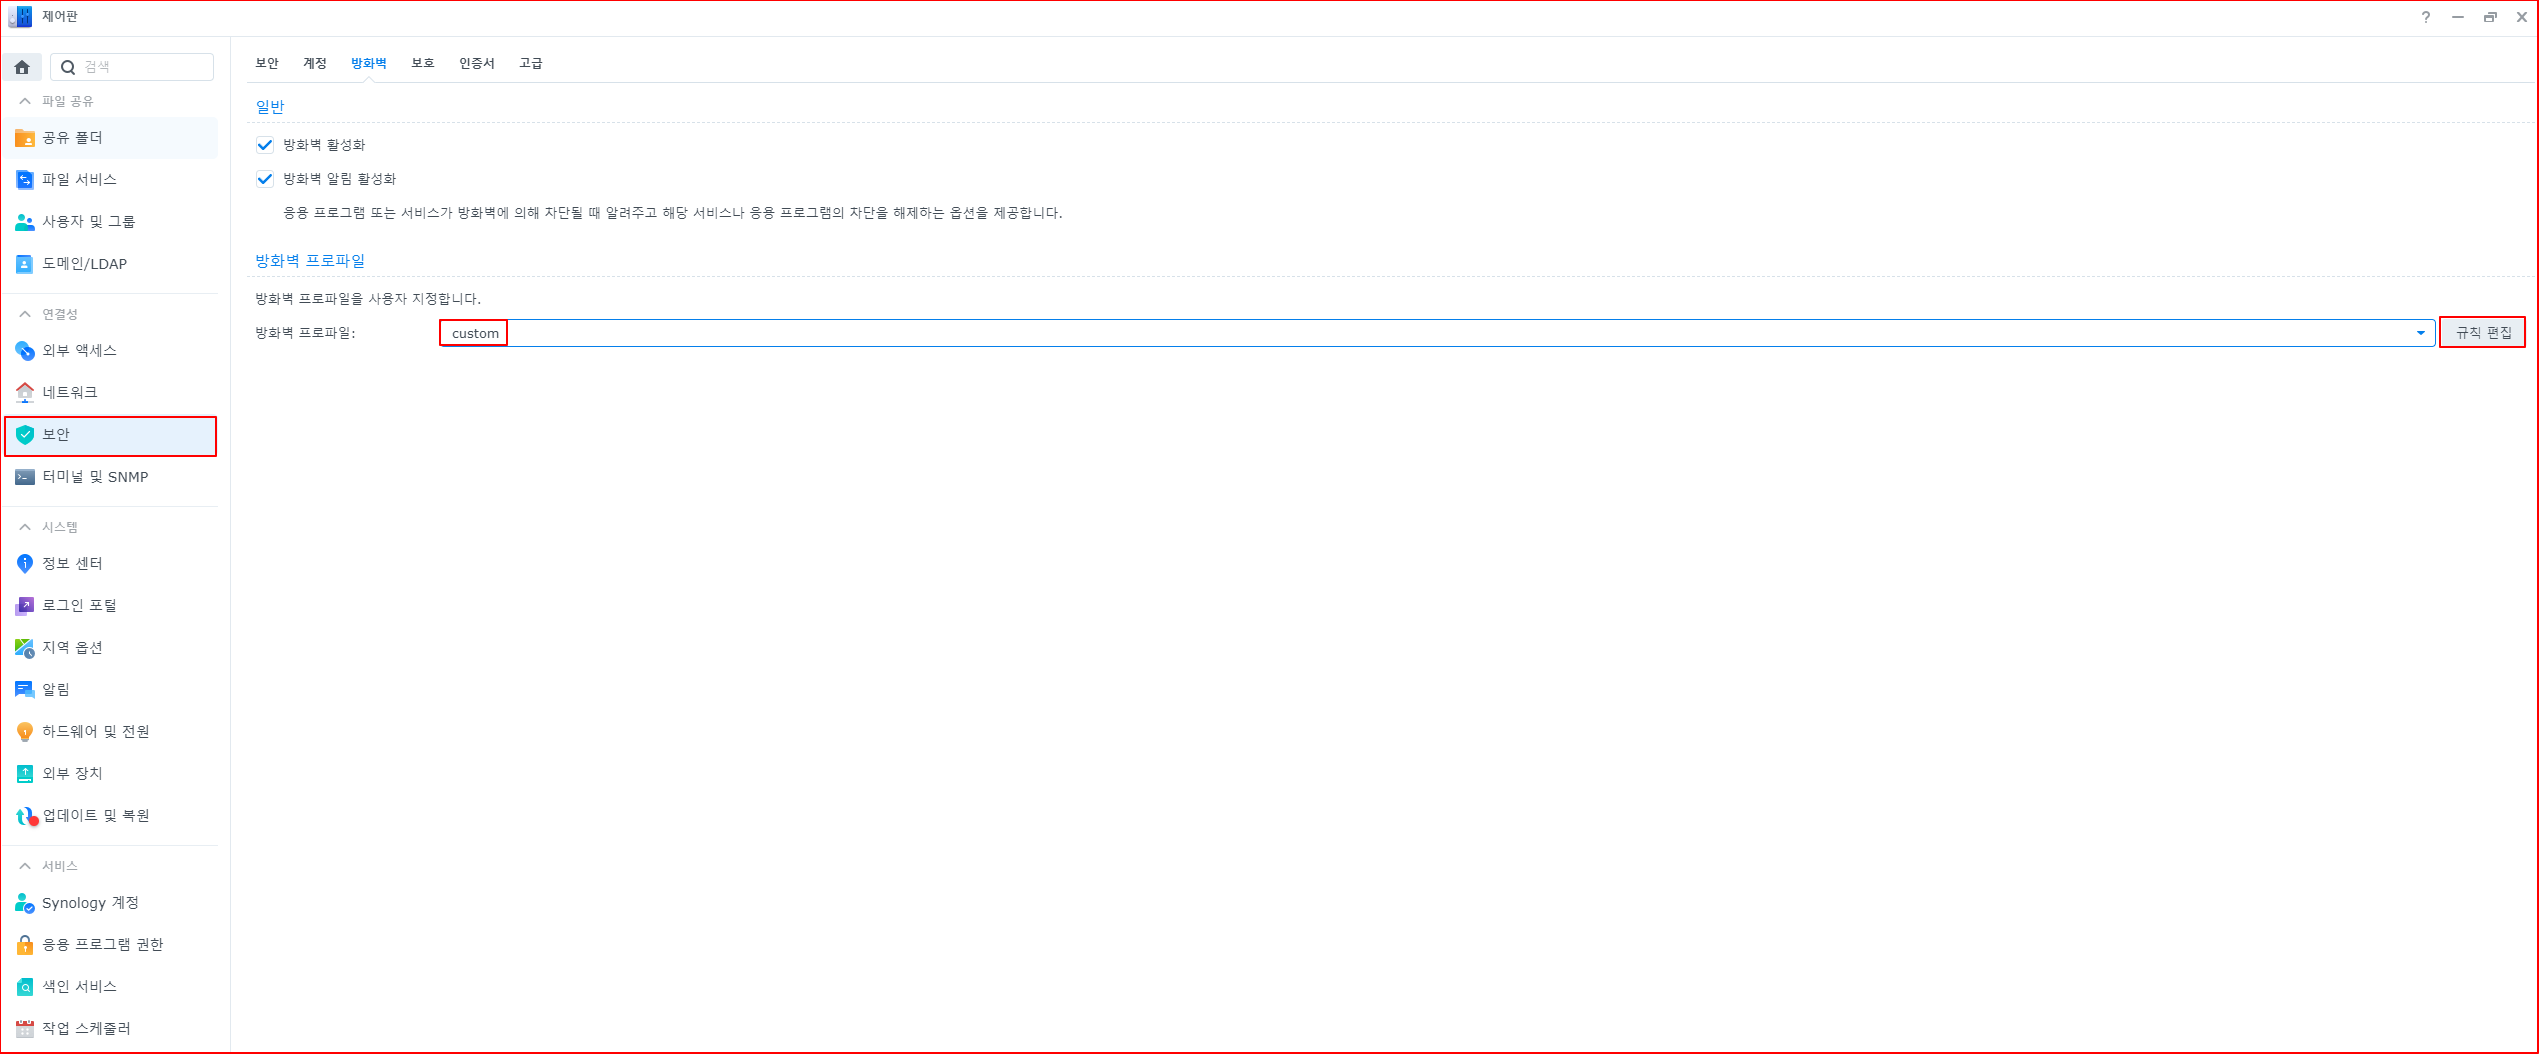 제어판
검색
파일 공유
공유 폴더
파일 서비스
사용자 및 그룹
도메인/LDAP
연결성
외부 액세스
네트워크
보안
터미널 및 SNMP
시스템
정보 센터
로그인 포털
지역 옵션
알림
하드웨어 및 전원
외부 장치
업데이트 및 복원
서비스
Synology 계정
응용 프로그램 권한
색인 서비스
작업 스케줄러
보안 계정 방화벽 보호 인증서 고급
일반
방화벽 활성화
방화벽 알림 활성화
응용 프로그램 또는 서비스가 방화벽에 의해 차단될 때 알려주고 해당 서비스나 응용 프로그램의 차단을 해제하는 옵션을 제공합니다.
방화벽 프로파일
방화벽 프로파일을 사용자 지정합니다.
방화벽 프로파일: custom 규칙 편집